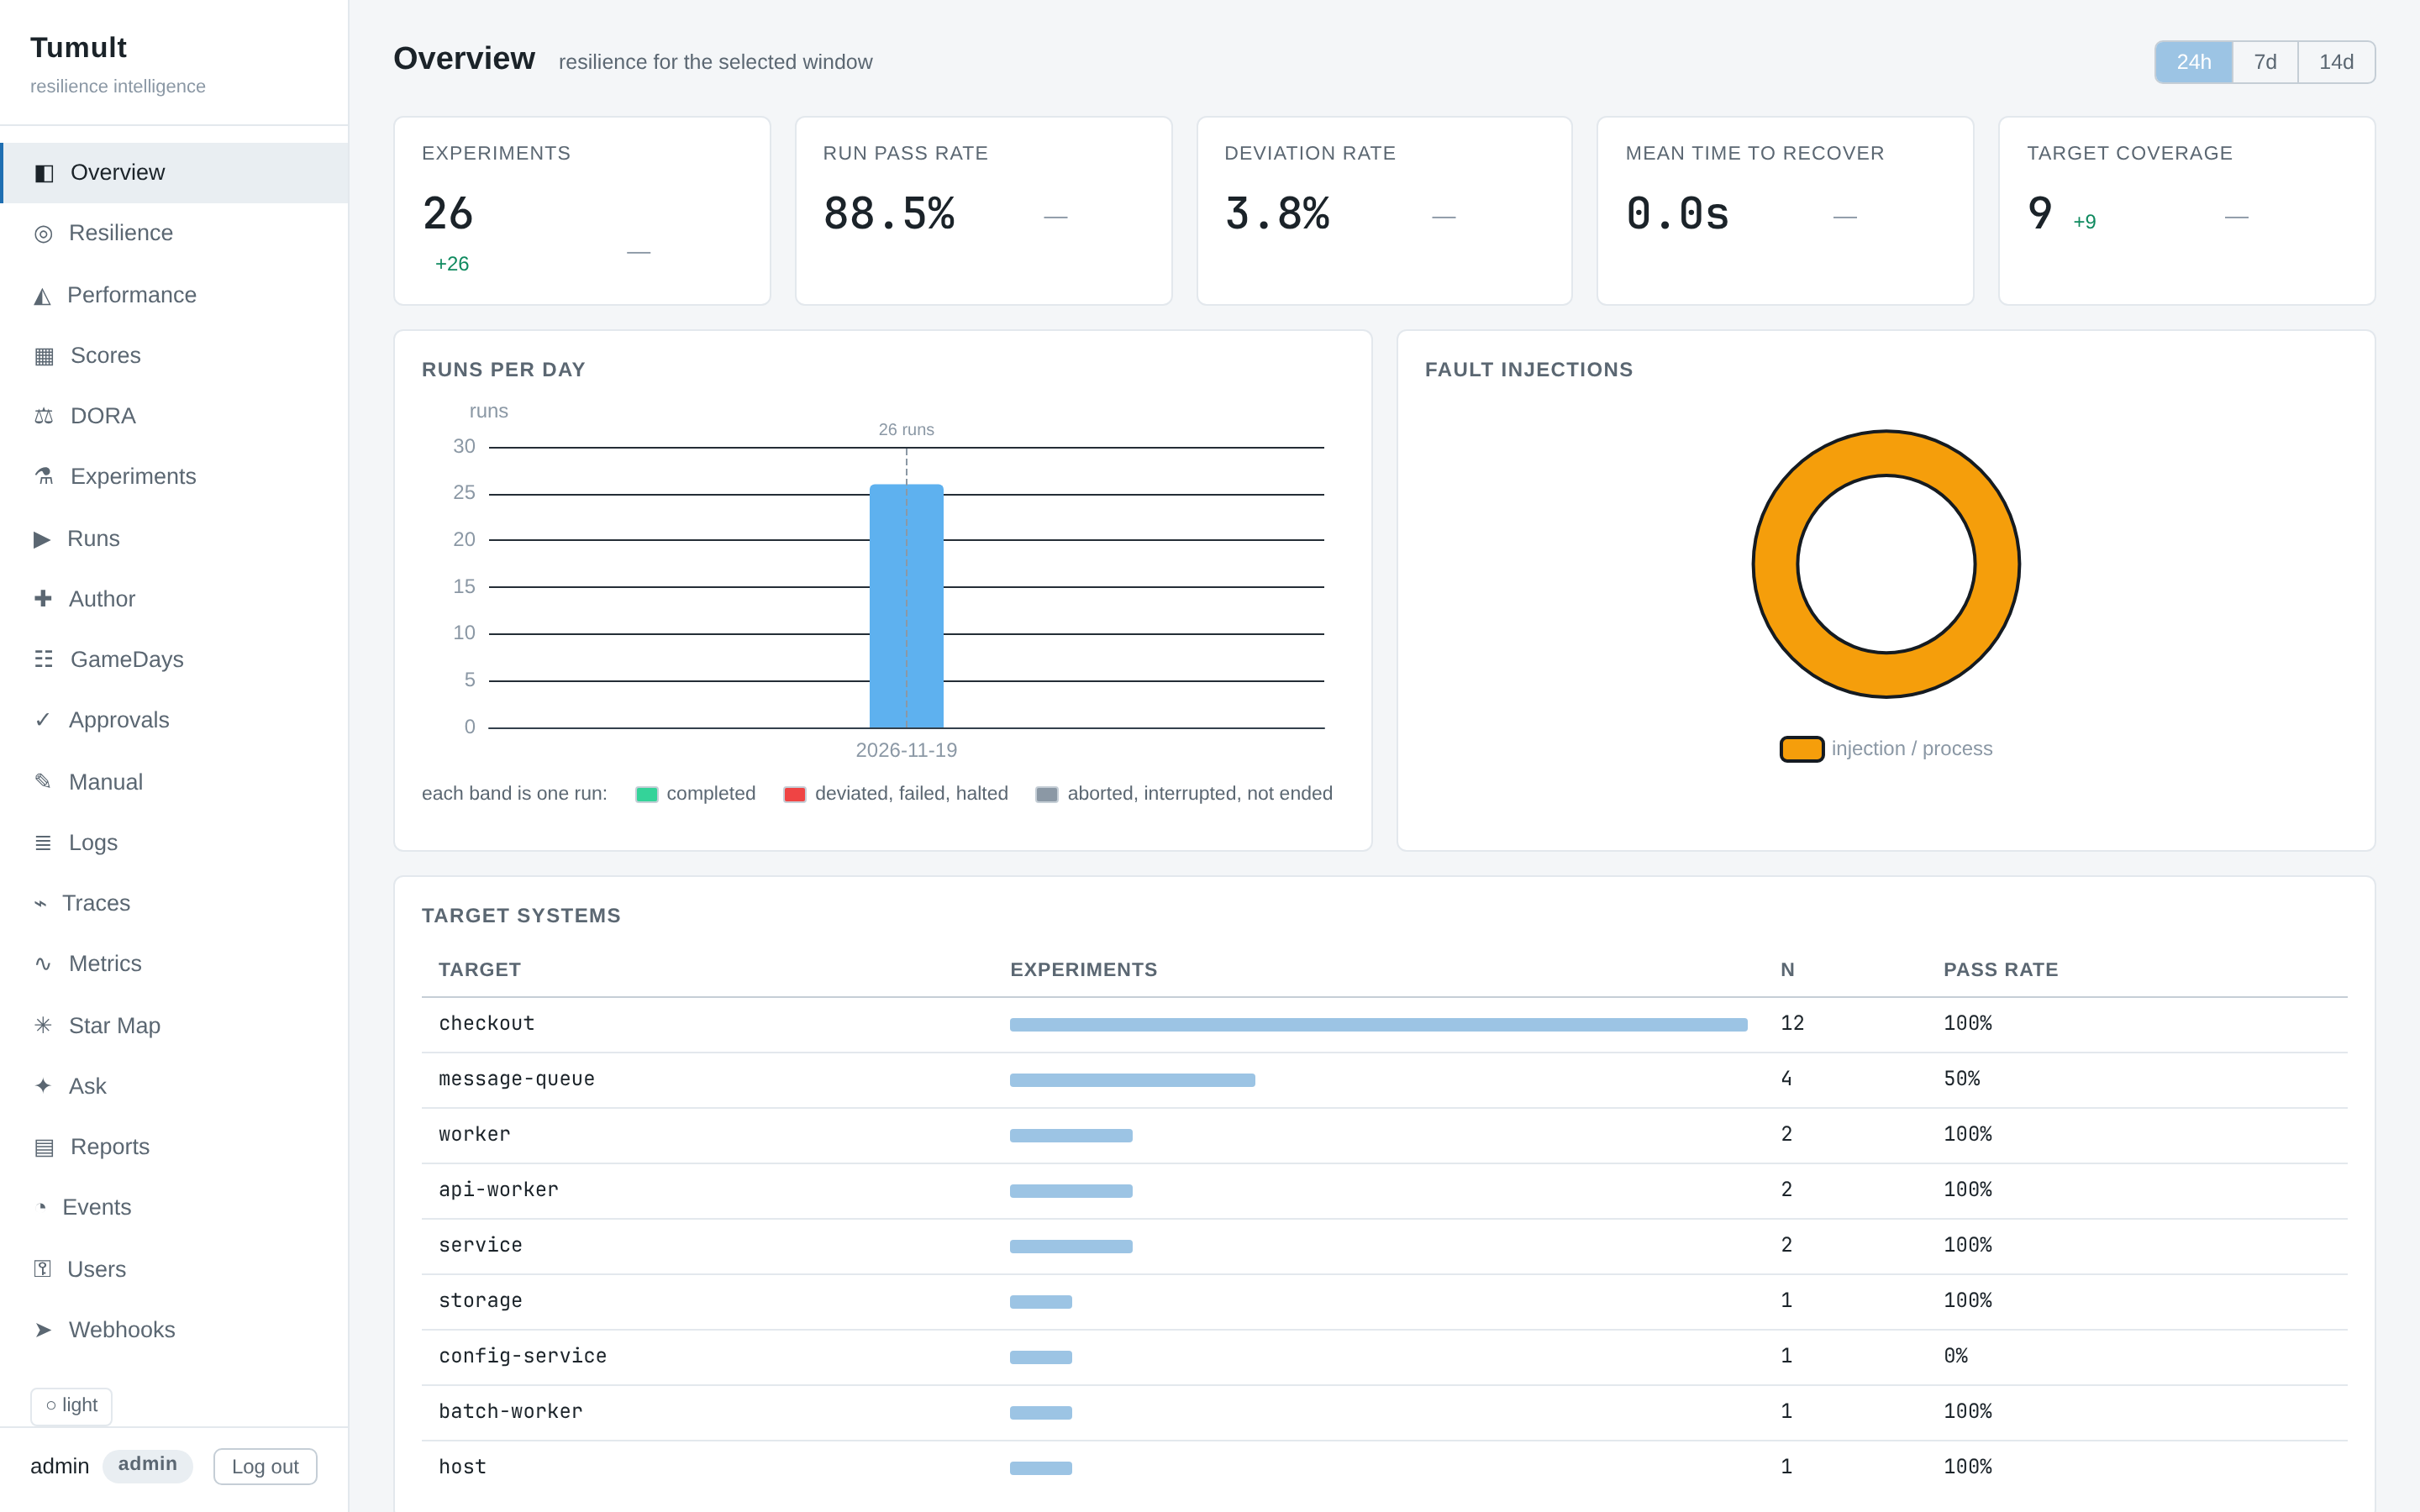 Tumult
resilience intelligence
Overview
Resilience
Performance
Scores
DORA
Experiments
Runs
Author
GameDays
Approvals
Manual
Logs
Traces
Metrics
Star Map
Ask
Reports
Events
Users
Webhooks
○ light
admin admin Log out
Overview resilience for the selected window
24h 7d 14d
EXPERIMENTS
26
+26
—
RUN PASS RATE
88.5% —
DEVIATION RATE
3.8% —
MEAN TIME TO RECOVER
0.0s —
TARGET COVERAGE
9 +9 —
RUNS PER DAY
runs
26 runs
30
25
20
15
10
5
0
2026-11-19
each band is one run: completed deviated, failed, halted aborted, interrupted, not ended
FAULT INJECTIONS
injection / process
TARGET SYSTEMS
TARGET EXPERIMENTS N PASS RATE
checkout 12 100%
message-queue 4 50%
worker 2 100%
api-worker 2 100%
service 2 100%
storage 1 100%
config-service 1 0%
batch-worker 1 100%
host 1 100%